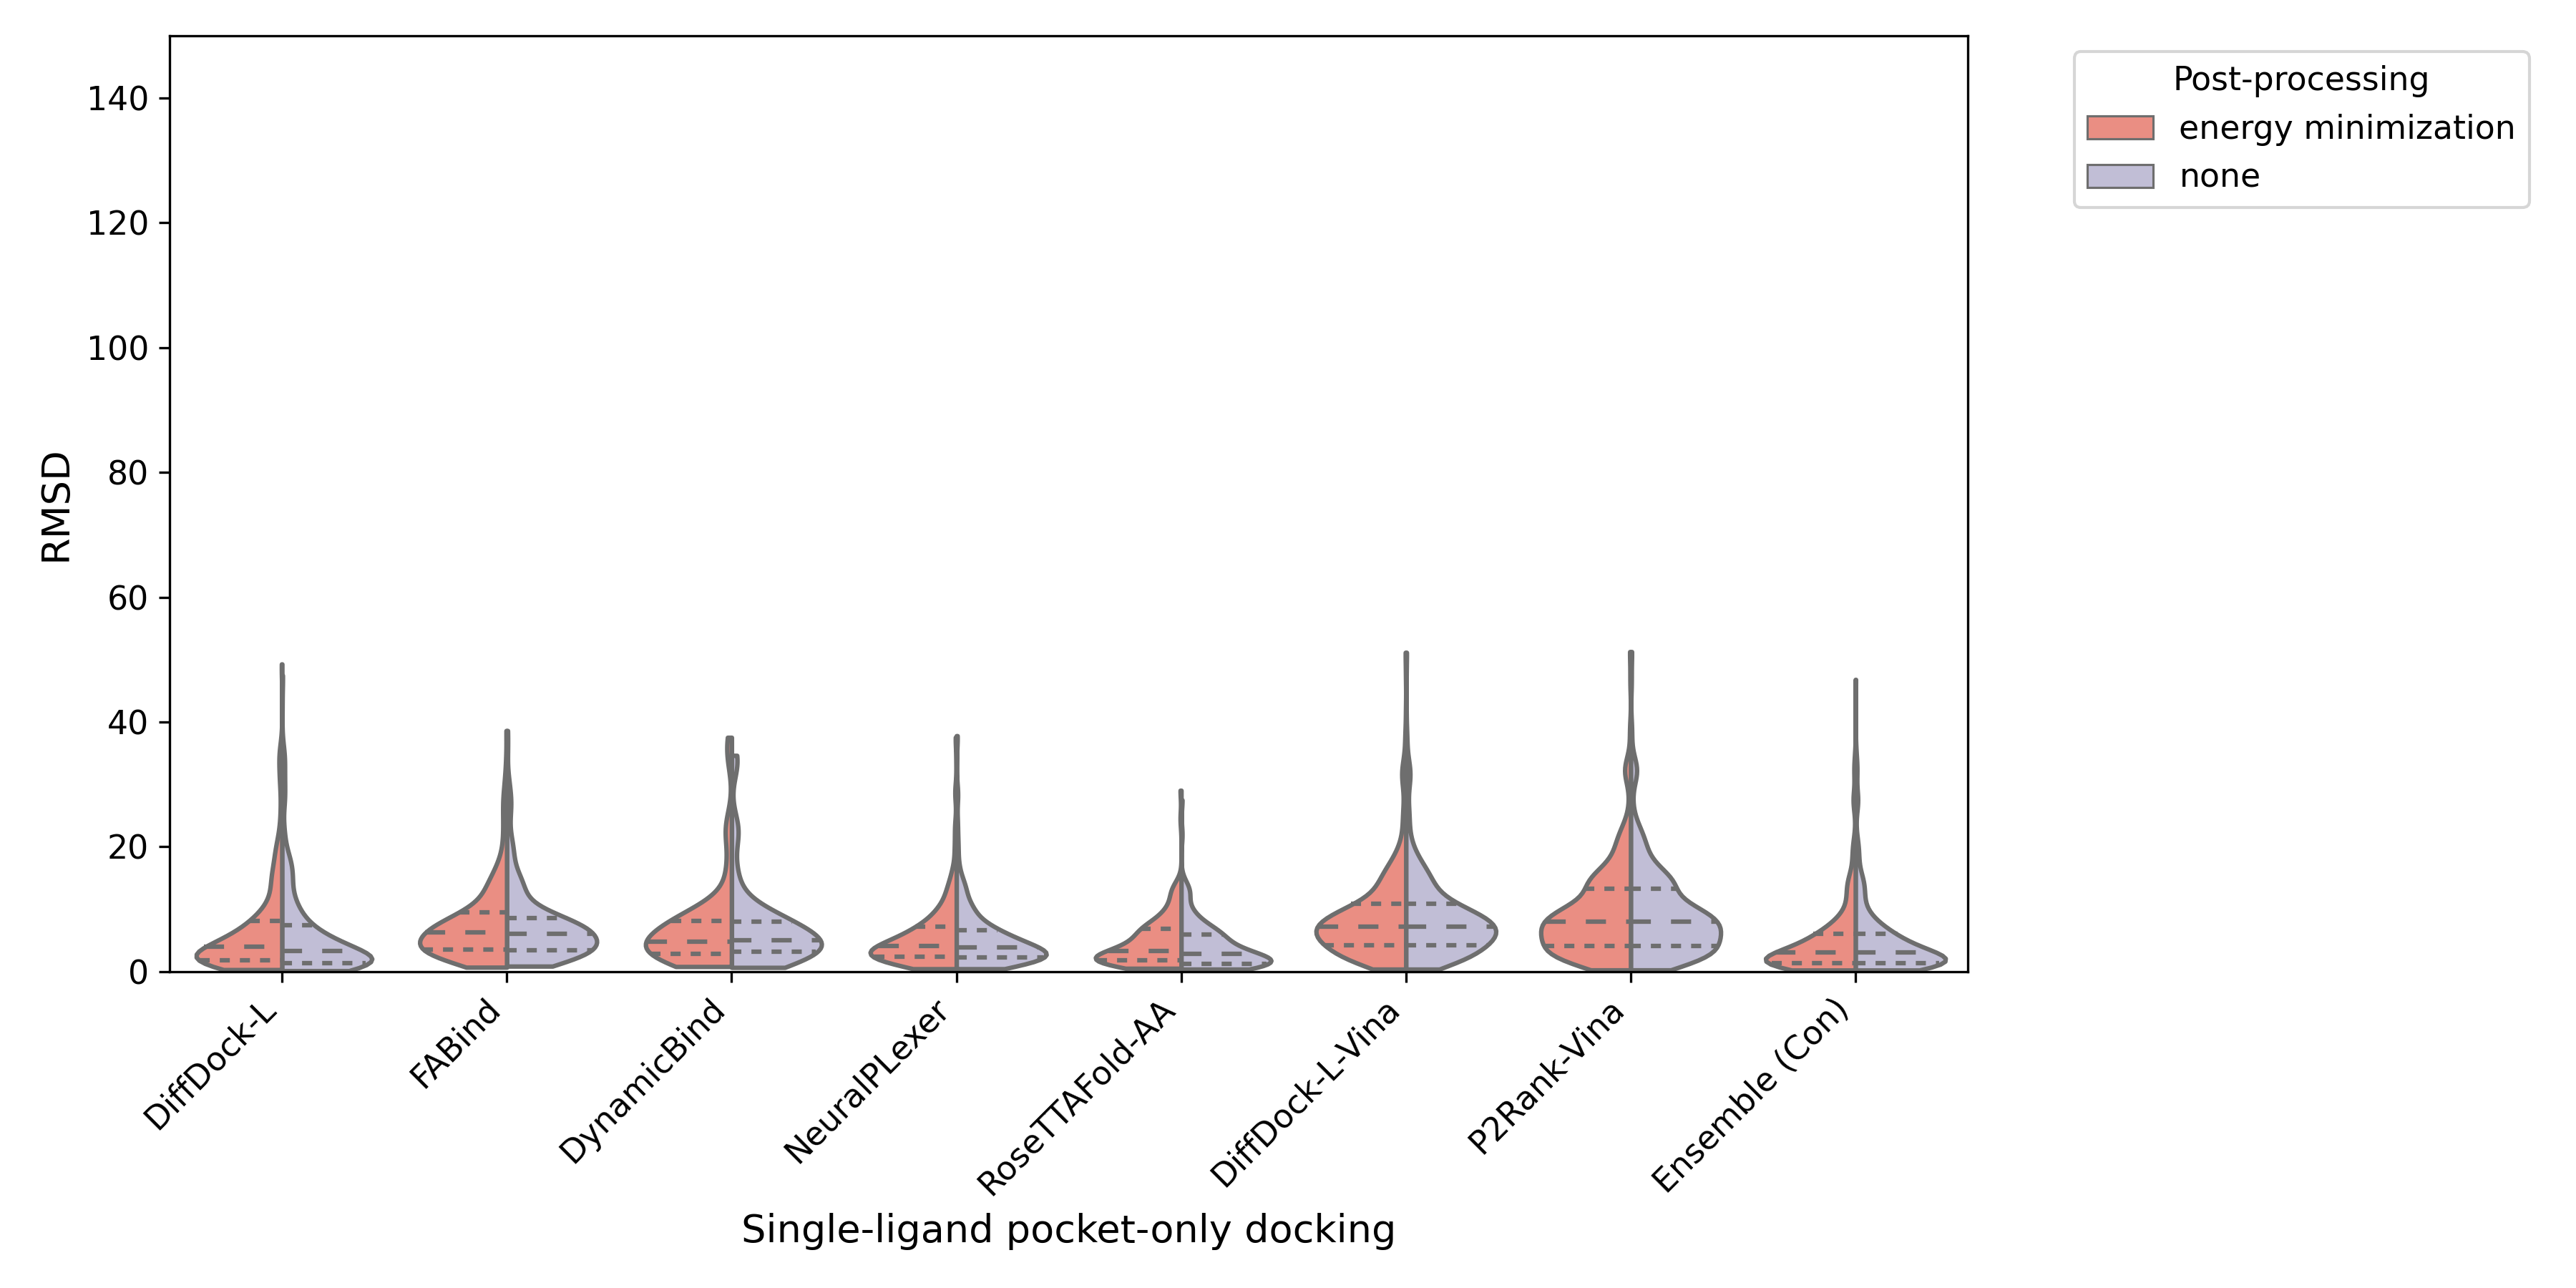 140
120
100
80
60
40
20
0
RMSD
DiffDock-L
FABind
DynamicBind
NeuralPLexer
RoseTTAFold-AA
DiffDock-L-Vina
P2Rank-Vina
Ensemble (Con)
Single-ligand pocket-only docking
Post-processing
energy minimization
none